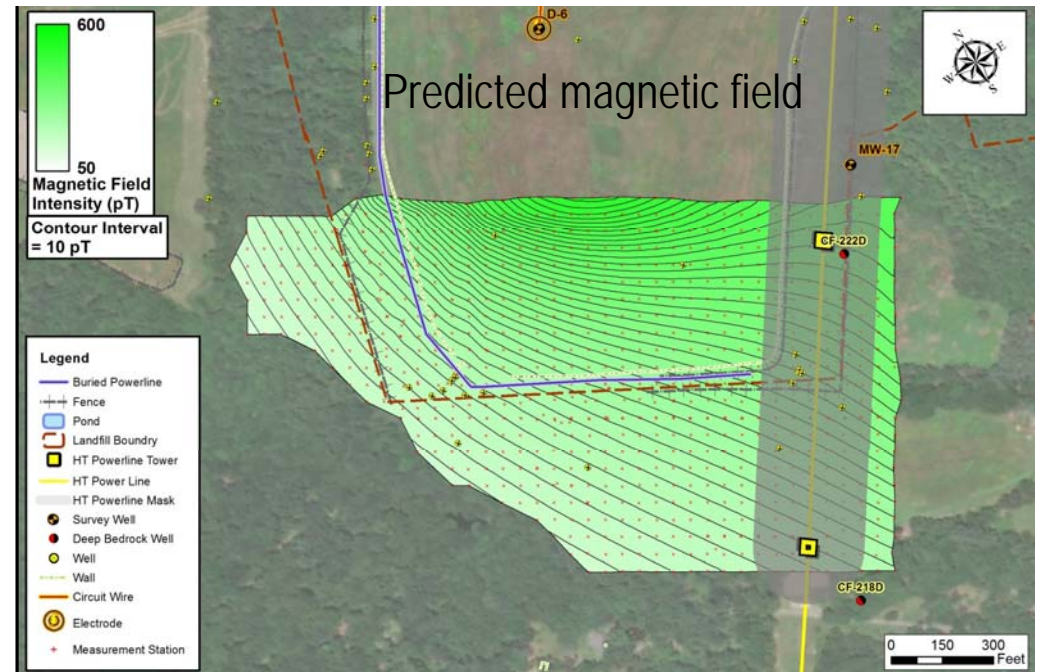 600
50
Magnetic Field
Intensity (pT)
Contour Interval
= 10 pT
D-6
Predicted magnetic field
N
E
W
S
MW-17
CF-222D
CF-218D
Legend
Buried Powerline
Fence
Pond
Landfill Boundry
HT Powerline Tower
HT Power Line
HT Powerline Mask
Survey Well
Deep Bedrock Well
Well
Wall
Circuit Wire
Electrode
Measurement Station
0 150 300
Feet